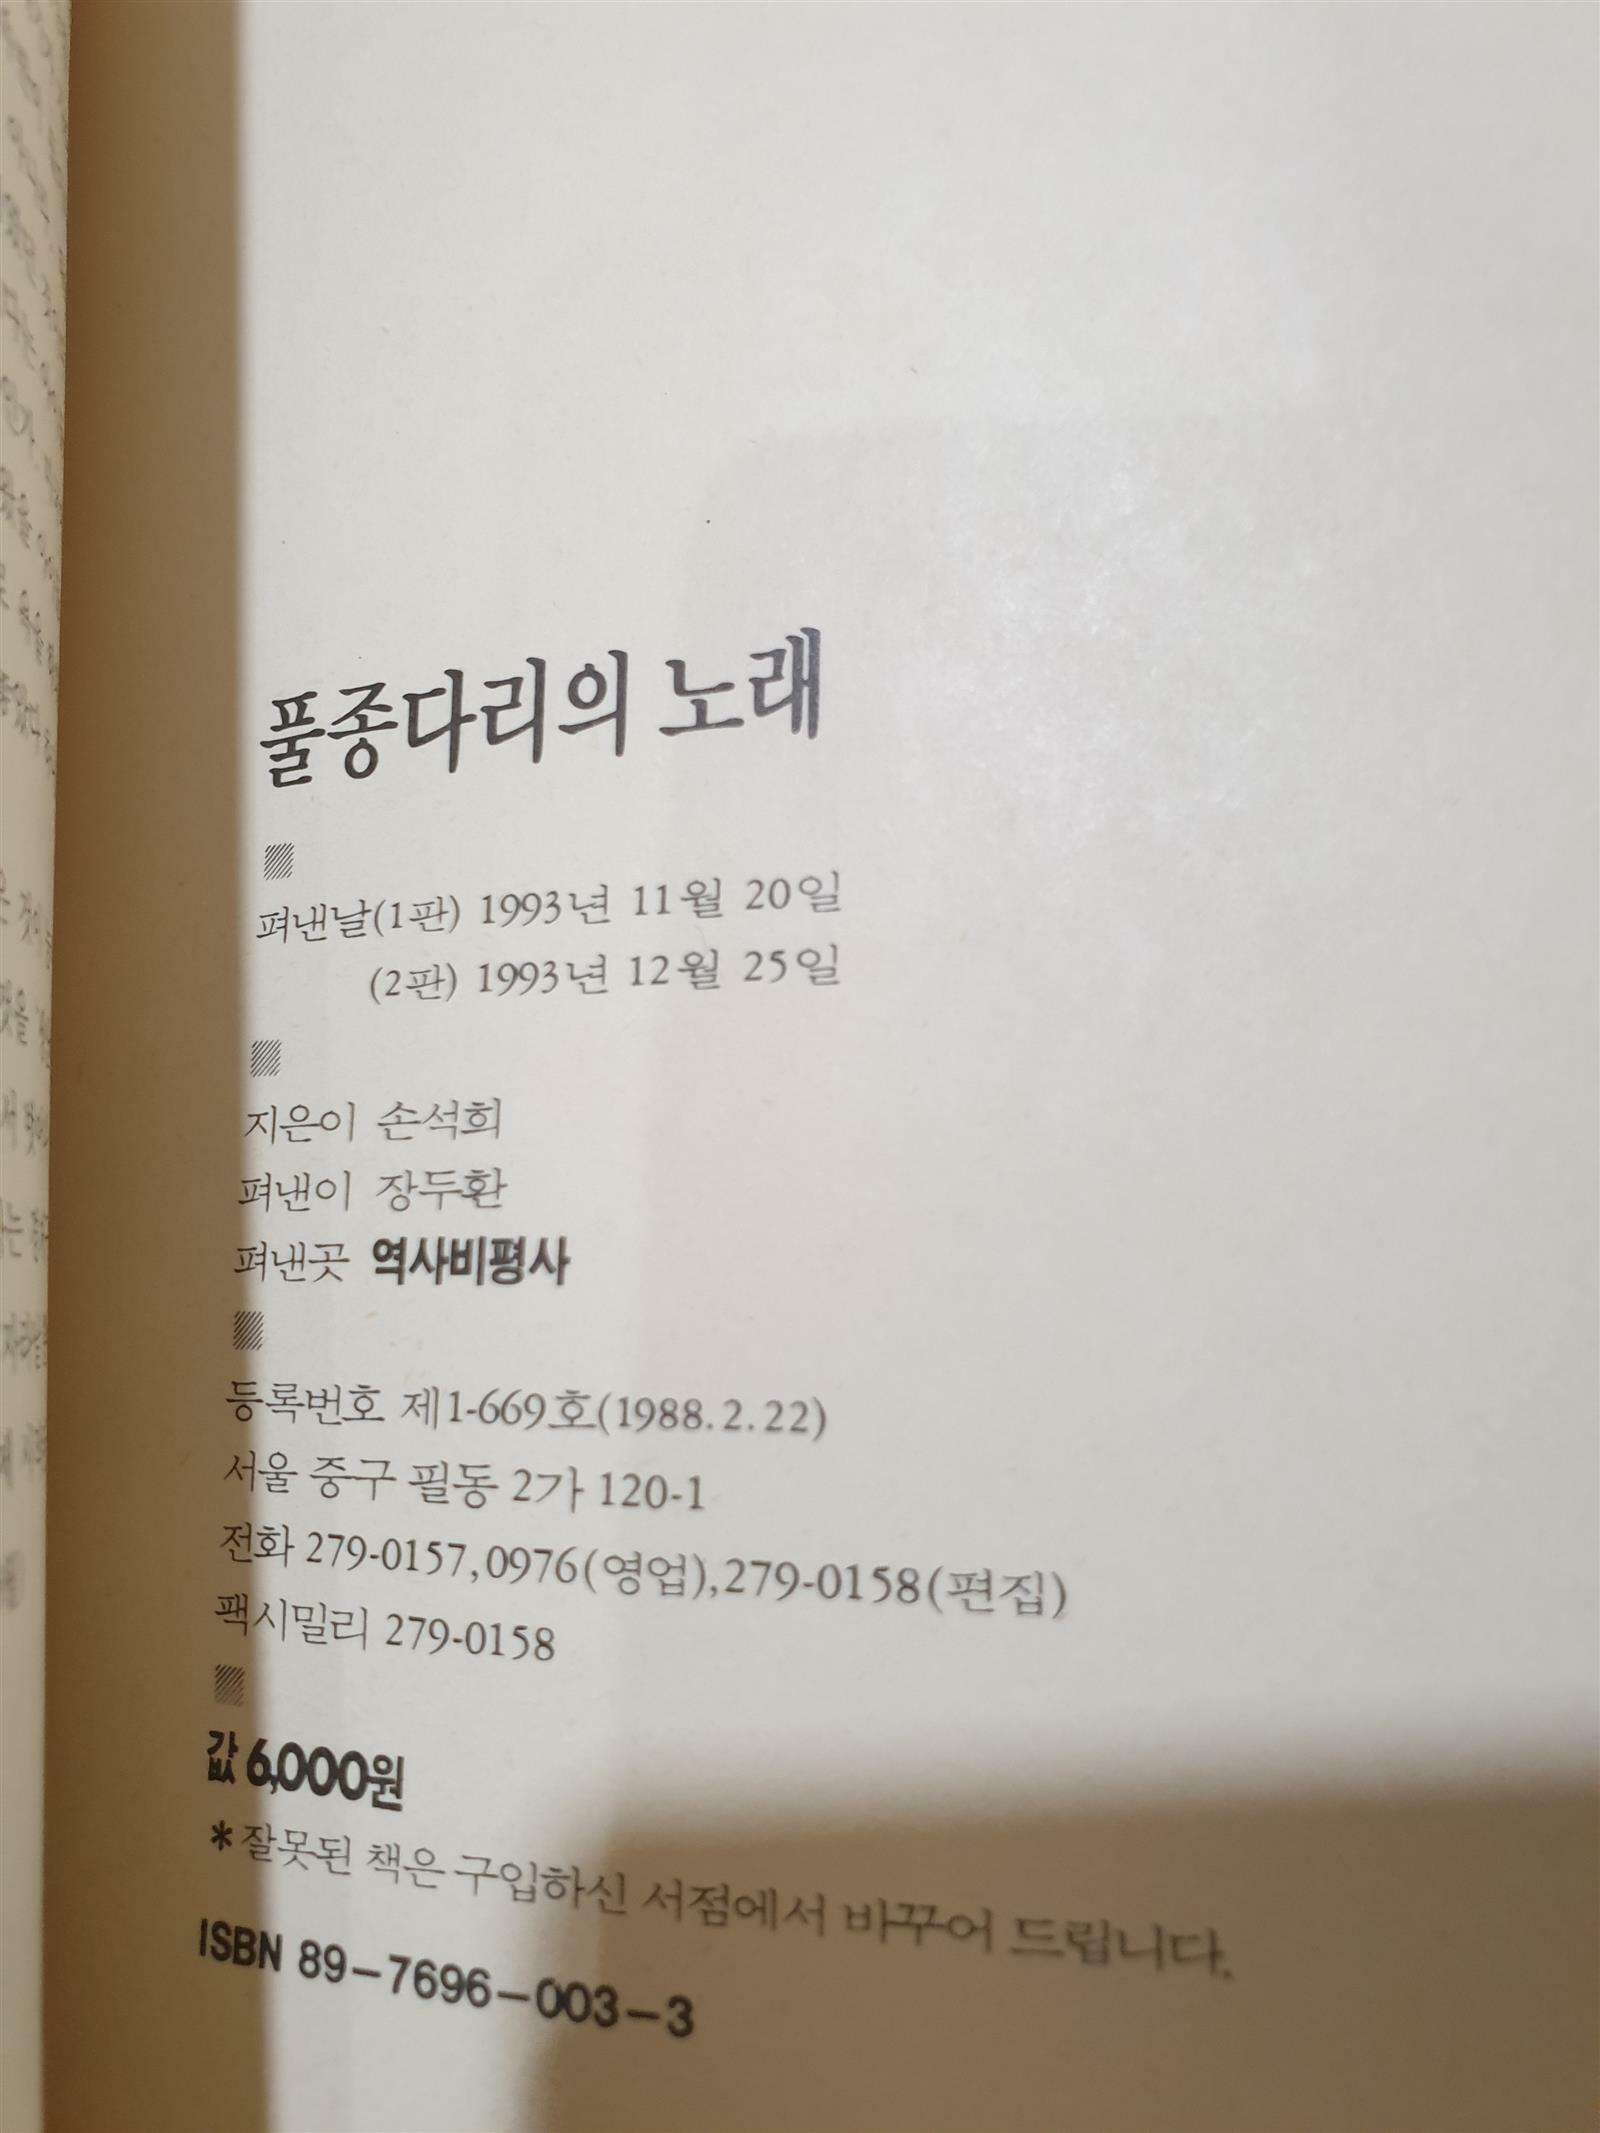 풀종다리의 노래
펴낸날(1판) 1993년 11월 20일
(2판) 1993년 12월 25일
지은이 손석희
펴낸이 장두환
펴낸곳 역사비평사
등록번호 제1-669호(1988.2.22)
서울 중구 필동 2가 120-1
전화 279-0157,0976(영업),279-0158(편집)
팩시밀리 279-0158
값 6,000원
*잘못된 책은 구입하신 서점에서 바꾸어 드립니다.
ISBN 89-7696-003-3